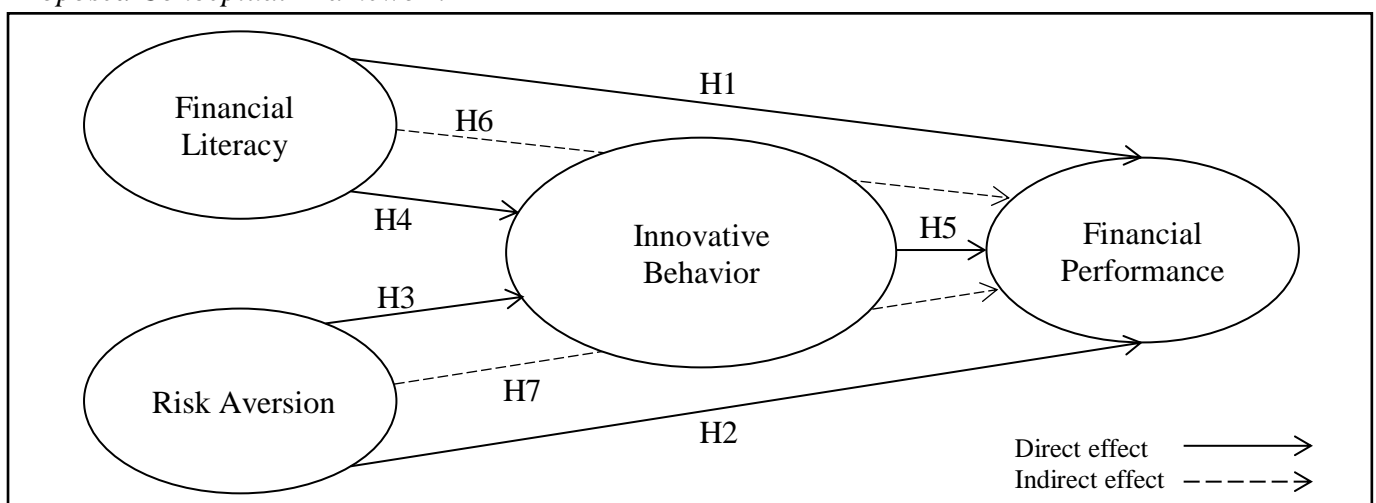 H1
Financial
Literacy
H6
H4
Innovative
Behavior
H5
Financial
Performance
H3
Risk Aversion
H7
H2
Direct effect
Indirect effect